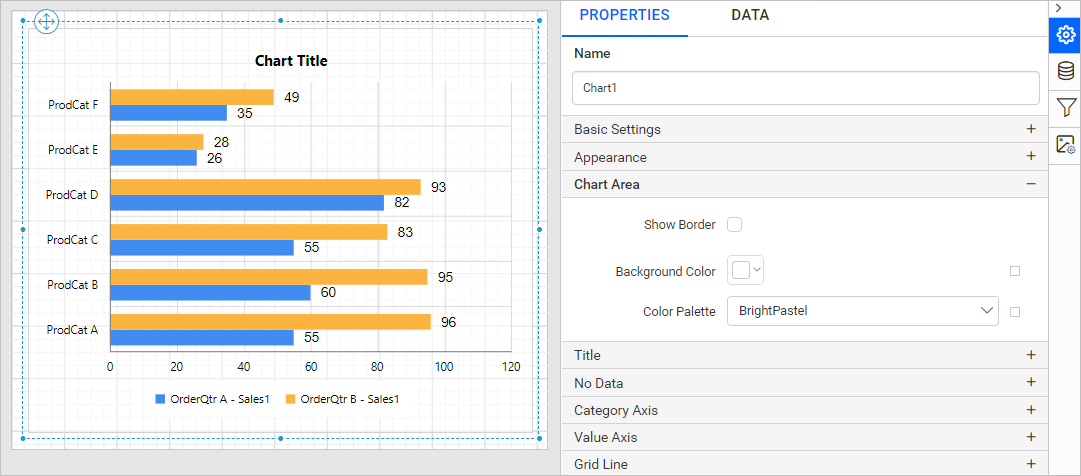 Chart Title
ProdCat F
49
35
ProdCat E
28
26
ProdCat D
93
82
ProdCat C
83
55
ProdCat B
95
60
ProdCat A
96
55
0 20 40 60 80 100 120
OrderQtr A - Sales1 OrderQtr B - Sales1
PROPERTIES DATA
Name
Chart1
Basic Settings +
Appearance +
Chart Area −
Show Border
Background Color
Color Palette BrightPastel
Title +
No Data +
Category Axis +
Value Axis +
Grid Line +